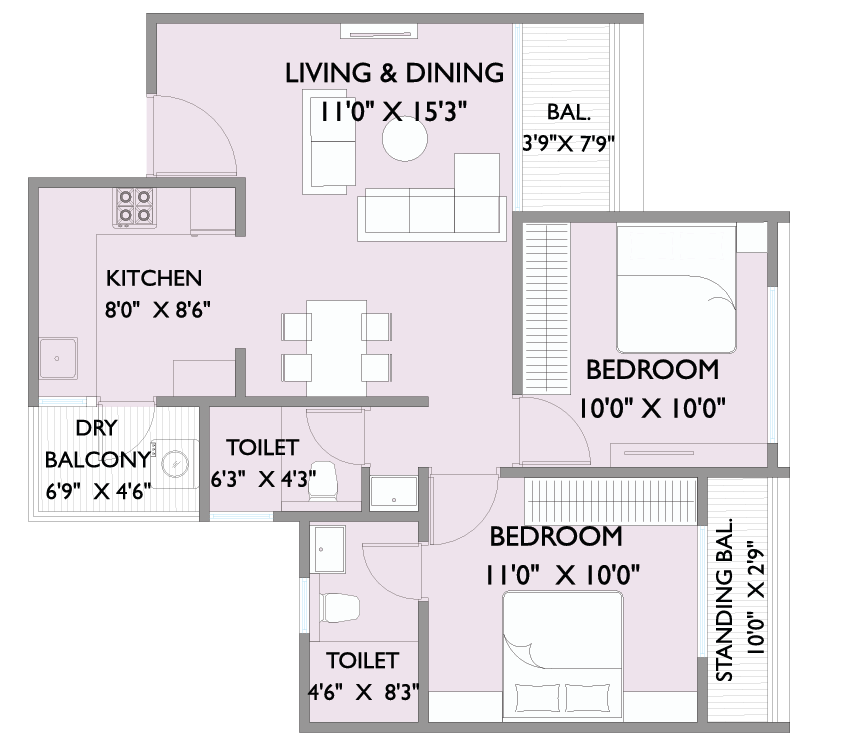 LIVING & DINING
11'0" X 15'3"
BAL.
3'9"X 7'9"
KITCHEN
8'0" X 8'6"
BEDROOM
10'0" X 10'0"
DRY
BALCONY
6'9" X 4'6"
TOILET
6'3" X 4'3"
BEDROOM
11'0" X 10'0"
STANDING BAL.
10'0" X 2'9"
TOILET
4'6" X 8'3"